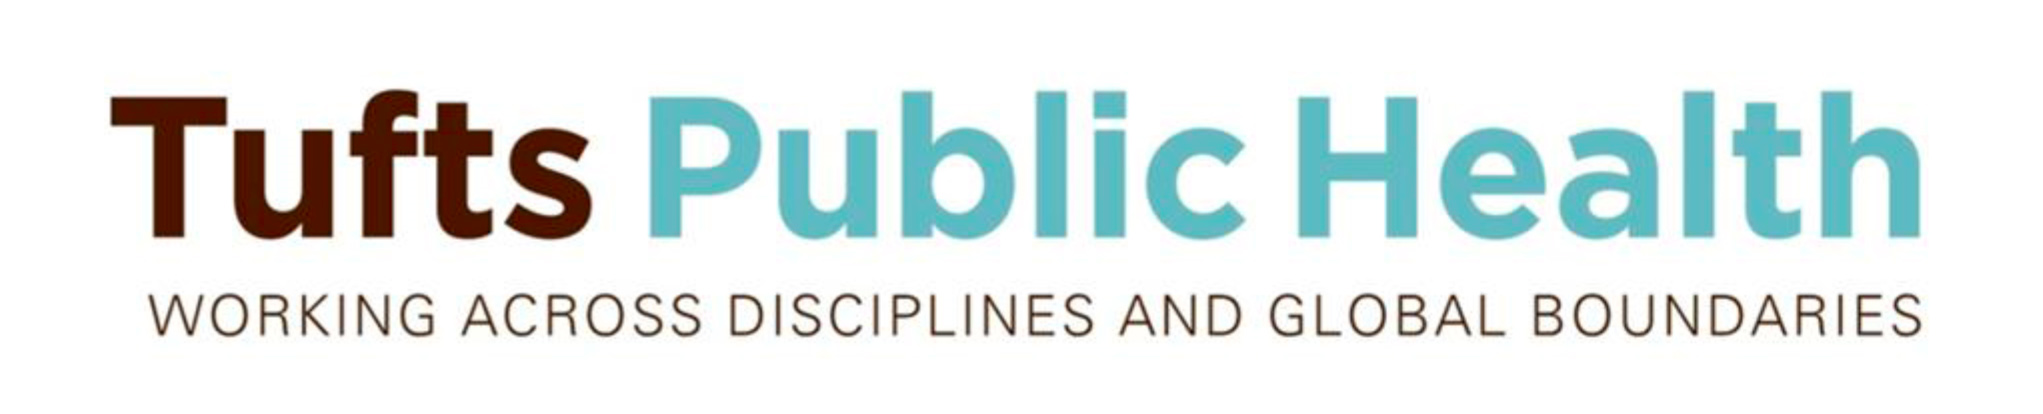 Tufts Public Health
WORKING ACROSS DISCIPLINES AND GLOBAL BOUNDARIES